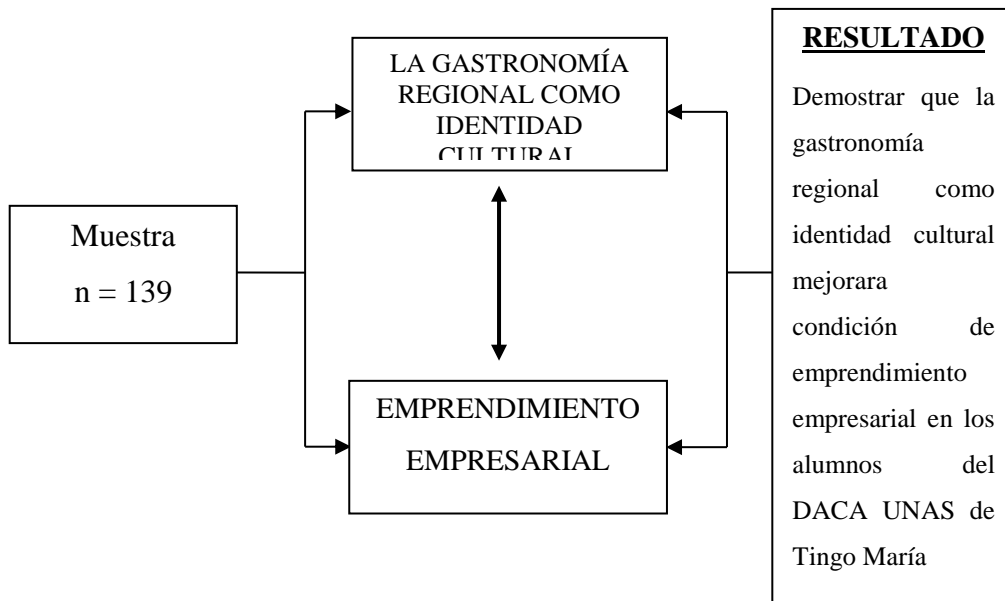 LA GASTRONOMÍA
REGIONAL COMO
IDENTIDAD
CULTURAL
Muestra
n = 139
EMPRENDIMIENTO
EMPRESARIAL
RESULTADO
Demostrar que la
gastronomía
regional como
identidad cultural
mejorara
condición de
emprendimiento
empresarial en los
alumnos del
DACA UNAS de
Tingo María